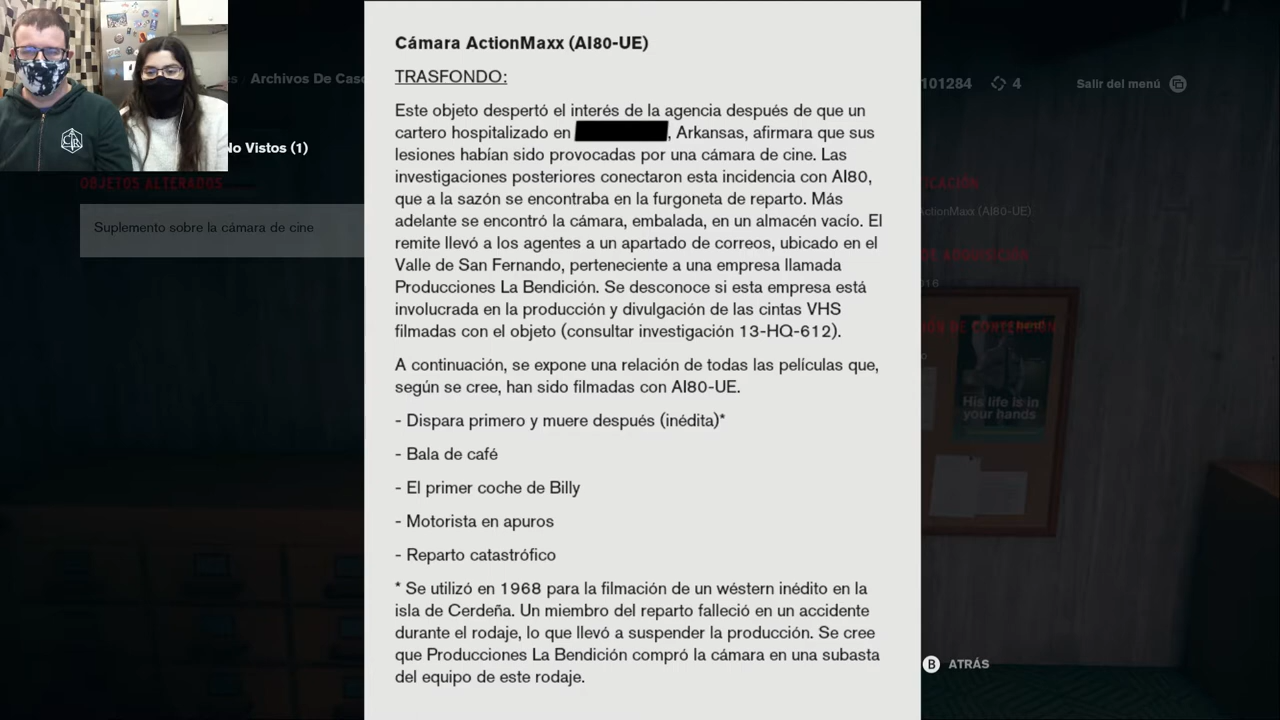 Cámara ActionMaxx (AI80-UE)
TRASFONDO:
Este objeto despertó el interés de la agencia después de que un
cartero hospitalizado en , Arkansas, afirmara que sus
lesiones habían sido provocadas por una cámara de cine. Las
investigaciones posteriores conectaron esta incidencia con AI80,
que a la sazón se encontraba en la furgoneta de reparto. Más
adelante se encontró la cámara, embalada, en un almacén vacío. El
remite llevó a los agentes a un apartado de correos, ubicado en el
Valle de San Fernando, perteneciente a una empresa llamada
Producciones La Bendición. Se desconoce si esta empresa está
involucrada en la producción y divulgación de las cintas VHS
filmadas con el objeto (consultar investigación 13-HQ-612).
A continuación, se expone una relación de todas las películas que,
según se cree, han sido filmadas con AI80-UE.
- Dispara primero y muere después (inédita)*
- Bala de café
- El primer coche de Billy
- Motorista en apuros
- Reparto catastrófico
* Se utilizó en 1968 para la filmación de un wéstern inédito en la
isla de Cerdeña. Un miembro del reparto falleció en un accidente
durante el rodaje, lo que llevó a suspender la producción. Se cree
que Producciones La Bendición compró la cámara en una subasta
del equipo de este rodaje.
Archivos De Caso
No Vistos (1)
OBJETOS ALTERADOS
Suplemento sobre la cámara de cine
101284
4
Salir del menú
ActionMaxx (AI80-UE)
His life is in
your hands
B ATRÁS